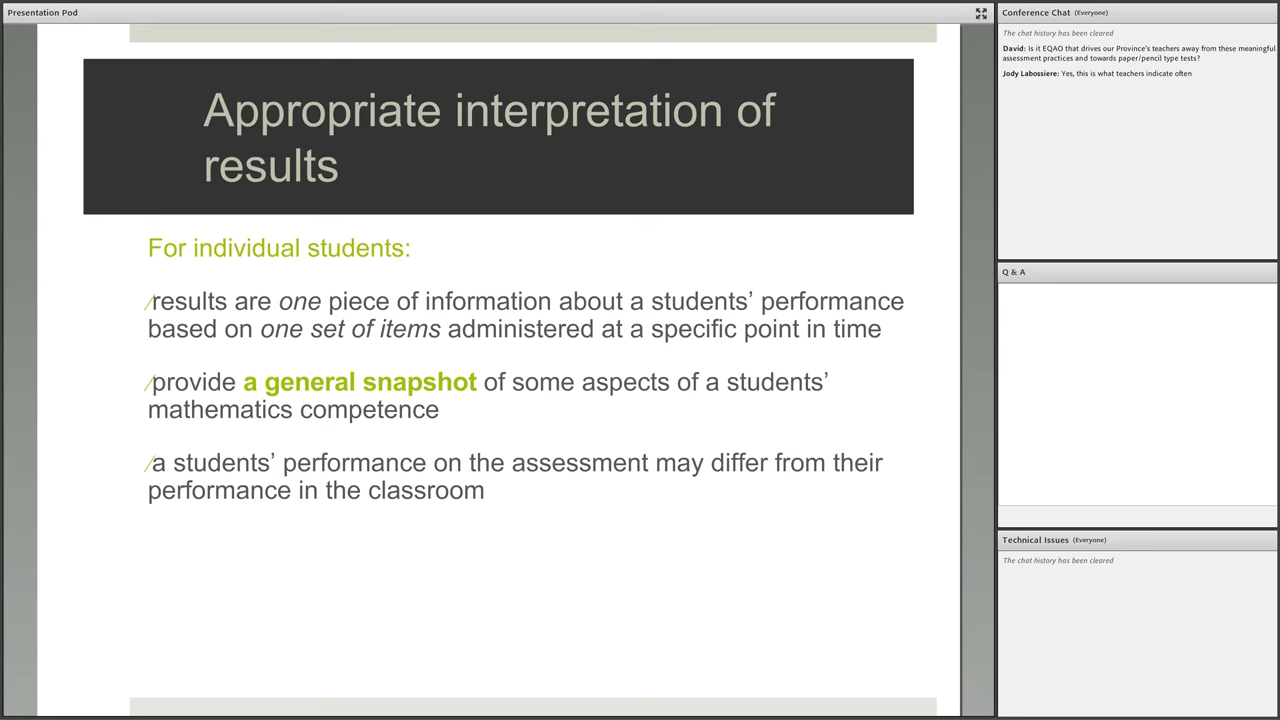 Presentation Pod
Appropriate interpretation of
results
For individual students:
results are one piece of information about a students’ performance
based on one set of items administered at a specific point in time
provide a general snapshot of some aspects of a students’
mathematics competence
a students’ performance on the assessment may differ from their
performance in the classroom
Conference Chat (Everyone)
The chat history has been cleared
David: Is it EQAO that drives our Province's teachers away from these meaningful
assessment practices and towards paper/pencil type tests?
Jody Labossiere: Yes, this is what teachers indicate often
Q & A
Technical Issues (Everyone)
The chat history has been cleared